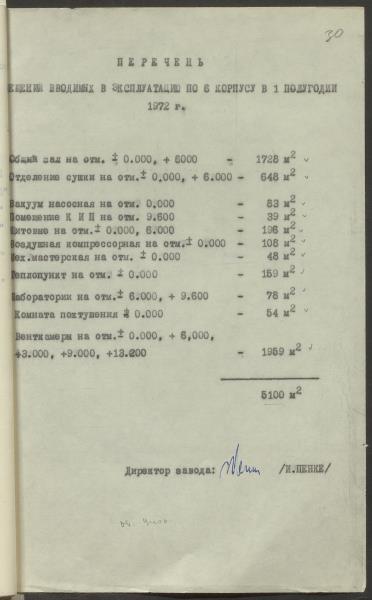 30
ПЕРЕЧЕНЬ
ЕЩЕНИЙ ВВОДИМЫХ В ЭКСПЛУАТАЦИЮ ПО 6 КОРПУСУ В 1 ПОЛУГОДИИ
1972 г.
Общий зал на отм. ± 0.000, + 6000 - 1728 м²
Отделение сушки на отм.± 0.000, + 6.000 - 648 м²
Вакуум насосная на отм. 0.000 - 83 м²
Помещение К И П на отм. 9.600 - 39 м²
Щитовые на отм.± 0.000, 6.000 - 196 м²
Воздушная компрессорная на отм.± 0.000 - 108 м²
Мех.мастерская на отм. ± 0.000 - 48 м²
Теплопункт на отм. ± 0.000 - 159 м²
Лаборатории на отм.± 6.000, + 9.600 - 78 м²
Комната потушения ± 0.000 - 54 м²
Венткамеры на отм.± 0.000, + 6,000,
+3.000, +9.000, +13.200 - 1959 м²
5100 м²
Директор завода: /И.ПЕНКЕ/